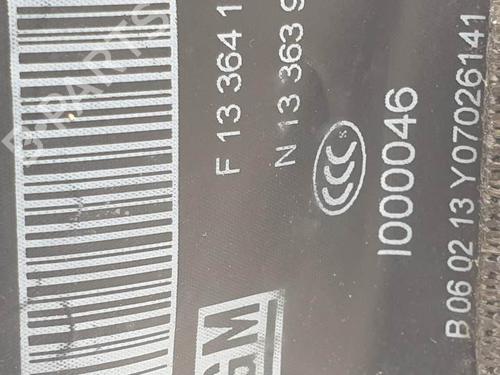 F 13 364 1
N 13 363 9
CCC S
I000046
B 06 02 13 Y07026141
GM
B-PARTS